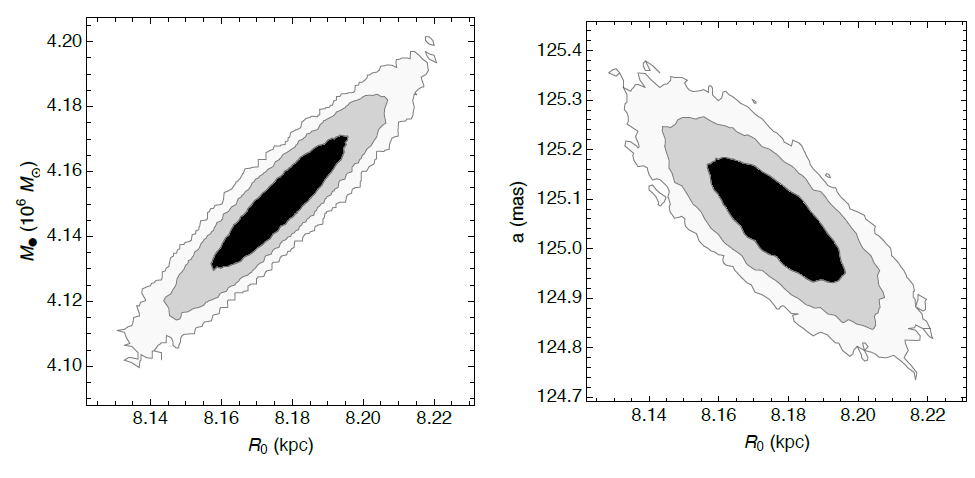 4.20
4.18
4.16
4.14
4.12
4.10
M● (10⁶ M☉)
8.14 8.16 8.18 8.20 8.22
R₀ (kpc)
125.4
125.3
125.2
125.1
125.0
124.9
124.8
124.7
a (mas)
8.14 8.16 8.18 8.20 8.22
R₀ (kpc)